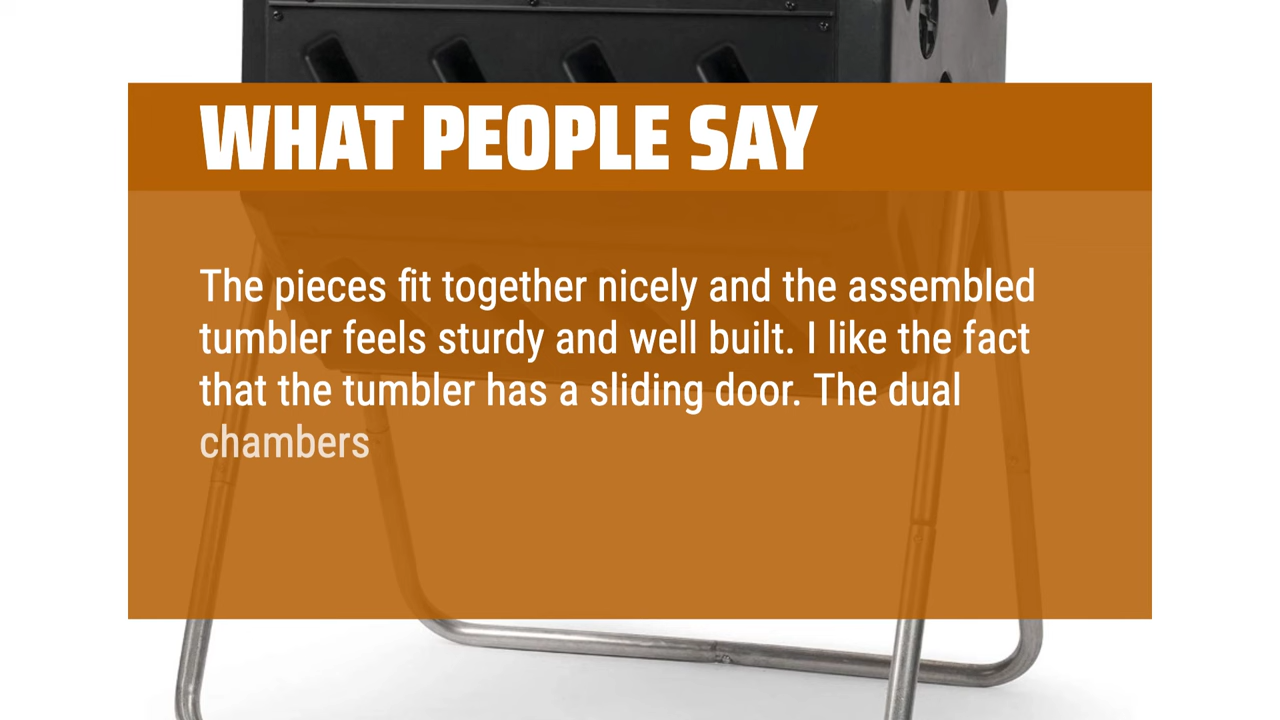 WHAT PEOPLE SAY
The pieces fit together nicely and the assembled
tumbler feels sturdy and well built. I like the fact
that the tumbler has a sliding door. The dual
chambers